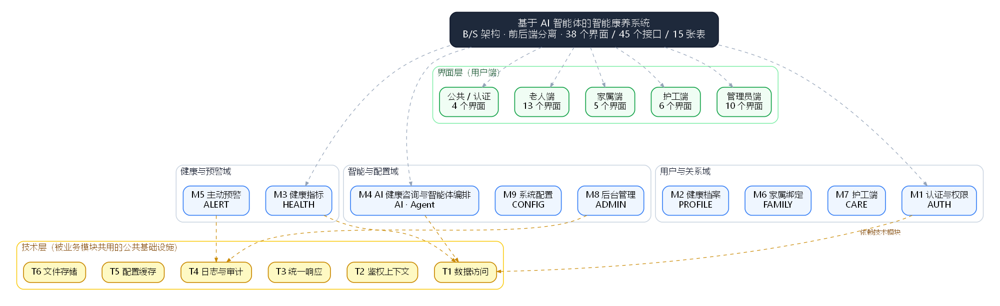 基于 AI 智能体的智能康养系统
B/S 架构 · 前后端分离 · 38 个界面 / 45 个接口 / 15 张表
界面层（用户端）
公共 / 认证
4 个界面
老人端
13 个界面
家属端
5 个界面
护工端
6 个界面
管理员端
10 个界面
健康与预警域
M5 主动预警
ALERT
M3 健康指标
HEALTH
智能与配置域
M4 AI 健康咨询与智能体编排
AI · Agent
M9 系统配置
CONFIG
M8 后台管理
ADMIN
用户与关系域
M2 健康档案
PROFILE
M6 家属绑定
FAMILY
M7 护工端
CARE
M1 认证与权限
AUTH
依赖技术模块
技术层（被业务模块共用的公共基础设施）
T6 文件存储
T5 配置缓存
T4 日志与审计
T3 统一响应
T2 鉴权上下文
T1 数据访问